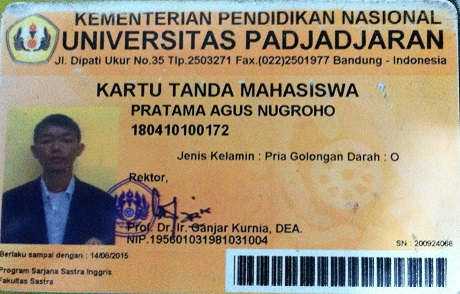 KEMENTERIAN PENDIDIKAN NASIONAL
UNIVERSITAS PADJADJARAN
Jl. Dipati Ukur No.35 Tlp.2503271 Fax.(022)2501977 Bandung - Indonesia
KARTU TANDA MAHASISWA
PRATAMA AGUS NUGROHO
180410100172
Jenis Kelamin : Pria Golongan Darah : O
Rektor,
Prof. Dr. Ir. Ganjar Kurnia, DEA.
NIP.195601031981031004
SN : 200924068
Berlaku sampai dengan : 14/08/2015
Program Sarjana Sastra Inggris
Fakultas Sastra